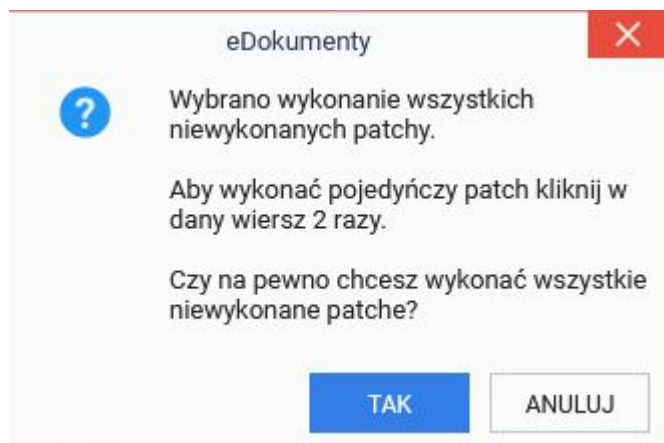 eDokumenty
Wybrano wykonanie wszystkich
niewykonanych patchy.
Aby wykonać pojedyńczy patch kliknij w
dany wiersz 2 razy.
Czy na pewno chcesz wykonać wszystkie
niewykonane patche?
TAK
ANULUJ